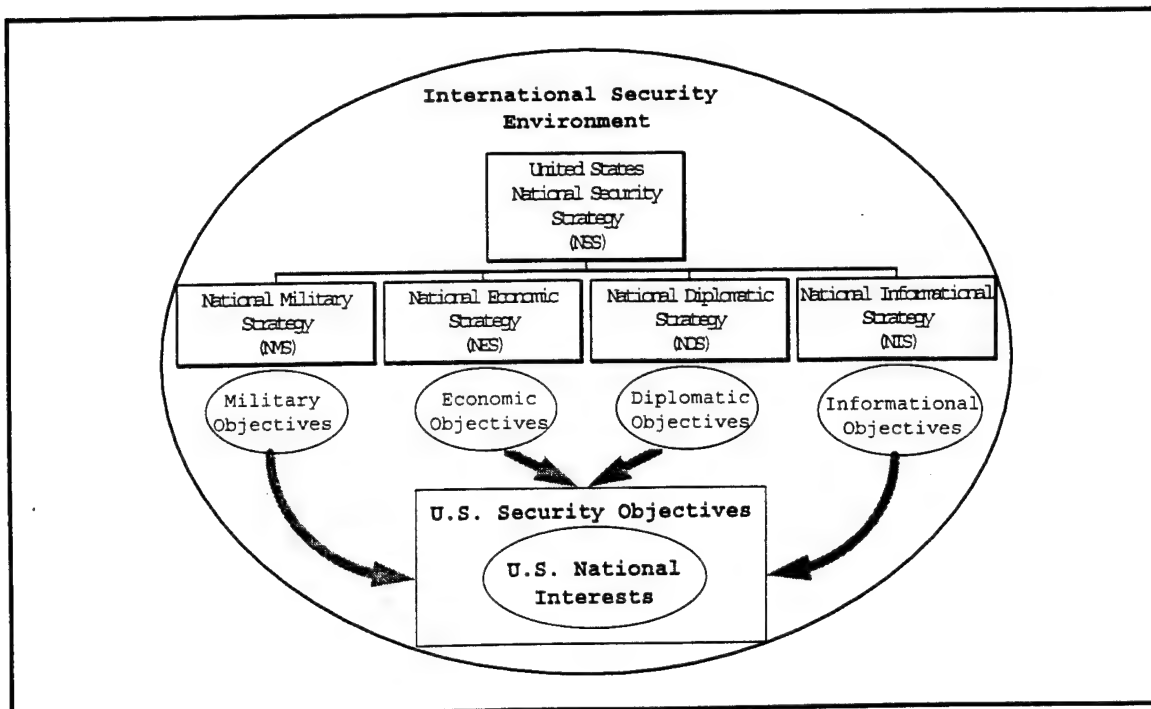 International Security
Environment
United States
National Security
Strategy
(NSS)
National Military
Strategy
(NMS)
National Economic
Strategy
(NES)
National Diplomatic
Strategy
(NDS)
National Informational
Strategy
(NIS)
Military
Objectives
Economic
Objectives
Diplomatic
Objectives
Informational
Objectives
U.S. Security Objectives
U.S. National
Interests